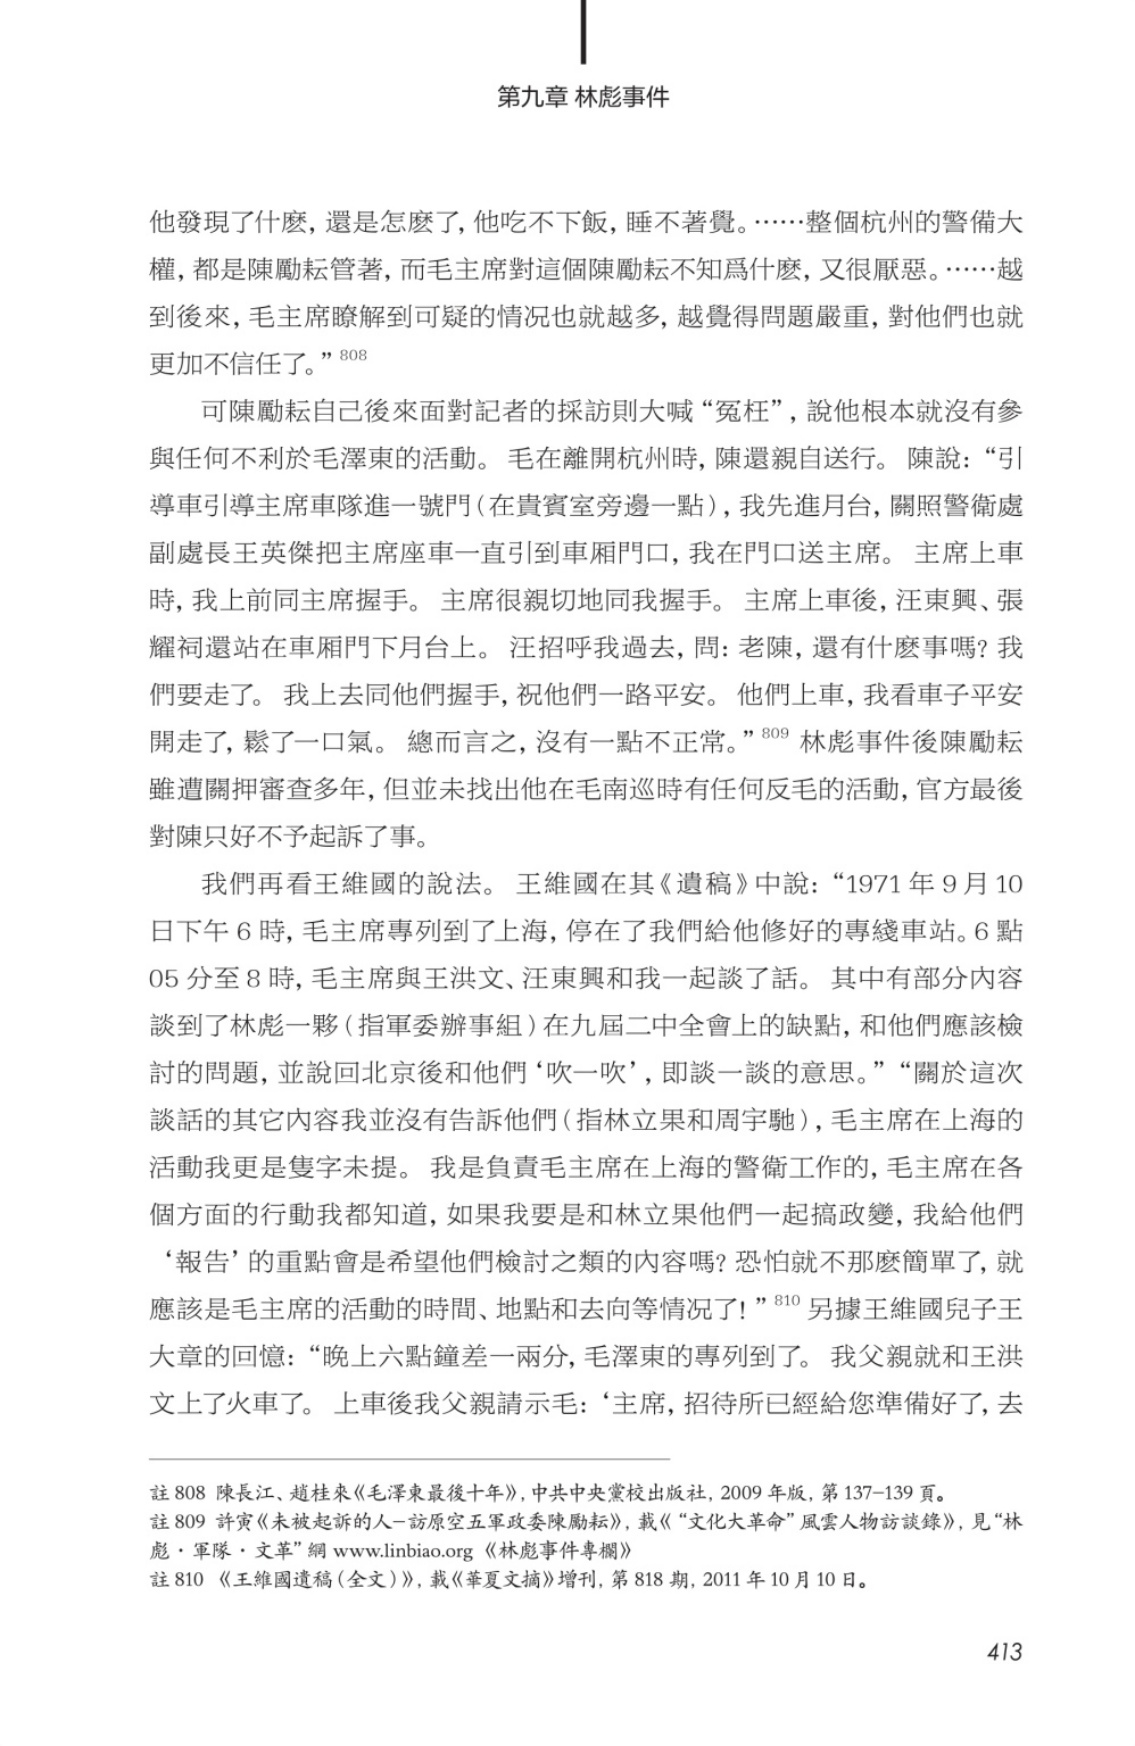 第九章 林彪事件
他發現了什麽，還是怎麽了，他吃不下飯，睡不著覺。……整個杭州的警備大
權，都是陳勵耘管著，而毛主席對這個陳勵耘不知爲什麽，又很厭惡。……越
到後來，毛主席瞭解到可疑的情況也就越多，越覺得問題嚴重，對他們也就
更加不信任了。” 808
可陳勵耘自己後來面對記者的採訪則大喊“冤枉”，說他根本就沒有參
與任何不利於毛澤東的活動。 毛在離開杭州時，陳還親自送行。 陳說：“引
導車引導主席車隊進一號門（在貴賓室旁邊一點），我先進月台，關照警衛處
副處長王英傑把主席座車一直引到車厢門口，我在門口送主席。 主席上車
時，我上前同主席握手。 主席很親切地同我握手。 主席上車後，汪東興、張
耀祠還站在車厢門下月台上。 汪招呼我過去，問：老陳，還有什麽事嗎？我
們要走了。 我上去同他們握手，祝他們一路平安。 他們上車，我看車子平安
開走了，鬆了一口氣。 總而言之，沒有一點不正常。” 809 林彪事件後陳勵耘
雖遭關押審查多年，但並未找出他在毛南巡時有任何反毛的活動，官方最後
對陳只好不予起訴了事。
我們再看王維國的說法。 王維國在其《遺稿》中說：“1971 年 9 月 10
日下午 6 時，毛主席專列到了上海，停在了我們給他修好的專綫車站。6 點
05 分至 8 時，毛主席與王洪文、汪東興和我一起談了話。 其中有部分內容
談到了林彪一夥（指軍委辦事組）在九屆二中全會上的缺點，和他們應該檢
討的問題，並說回北京後和他們‘吹一吹’，即談一談的意思。”“關於這次
談話的其它內容我並沒有告訴他們（指林立果和周宇馳），毛主席在上海的
活動我更是隻字未提。 我是負責毛主席在上海的警衛工作的，毛主席在各
個方面的行動我都知道，如果我要是和林立果他們一起搞政變，我給他們
‘報告’的重點會是希望他們檢討之類的內容嗎？恐怕就不那麽簡單了，就
應該是毛主席的活動的時間、地點和去向等情況了！” 810 另據王維國兒子王
大章的回憶：“晚上六點鐘差一兩分，毛澤東的專列到了。 我父親就和王洪
文上了火車了。 上車後我父親請示毛：‘主席，招待所已經給您準備好了，去
註 808 陳長江、趙桂來《毛澤東最後十年》，中共中央黨校出版社，2009 年版，第 137–139 頁。
註 809 許寅《未被起訴的人–訪原空五軍政委陳勵耘》，載《“文化大革命”風雲人物訪談錄》，見“林
彪・軍隊・文革”網 www.linbiao.org 《林彪事件專欄》
註 810 《王維國遺稿（全文）》，載《華夏文摘》增刊，第 818 期，2011 年 10 月 10 日。
413